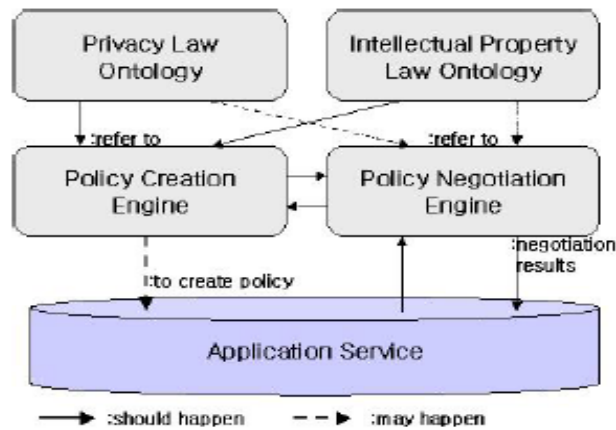 Privacy Law
Ontology
Intellectual Property
Law Ontology
:refer to
:refer to
Policy Creation
Engine
Policy Negotiation
Engine
:to create policy
:negotiation
results
Application Service
:should happen
:may happen